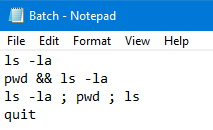 Batch - Notepad
File Edit Format View Help
ls -la
pwd && ls -la
ls -la ; pwd ; ls
quit